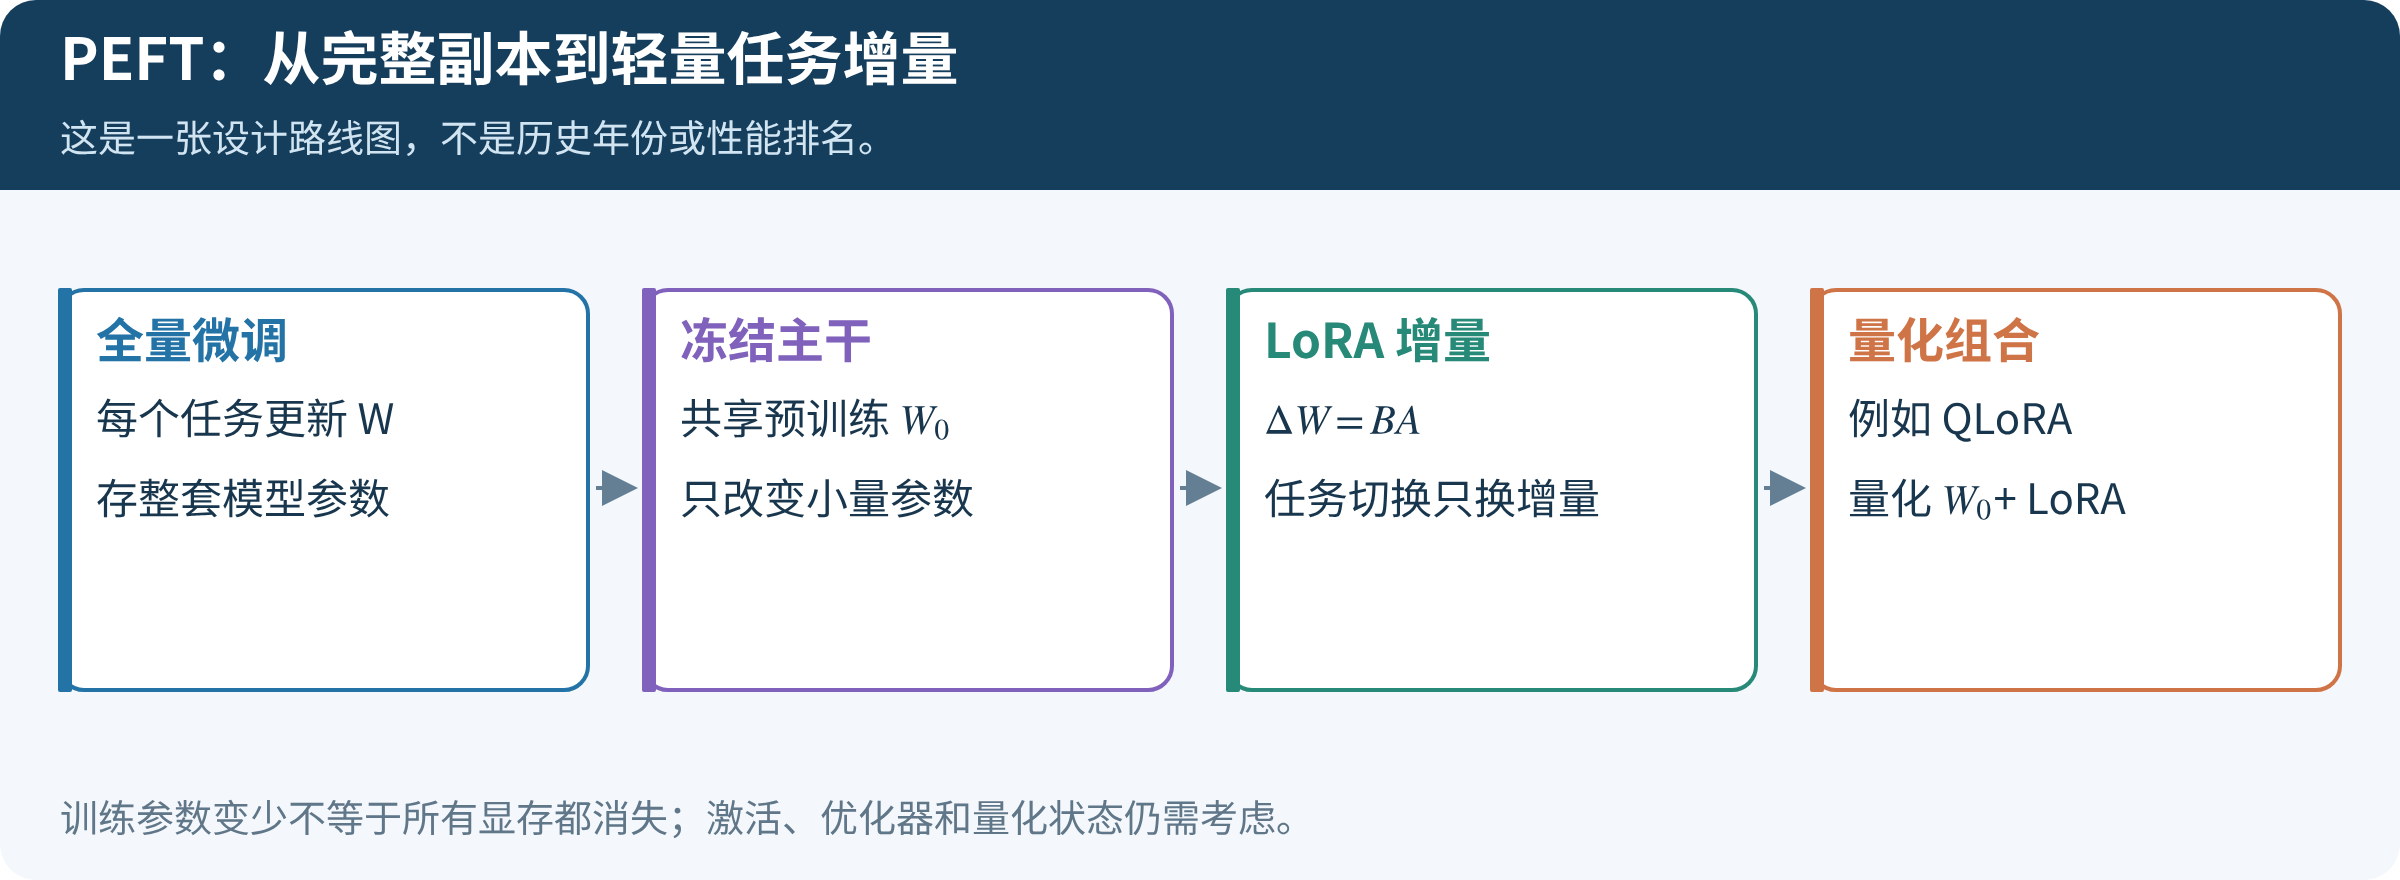 PEFT：从完整副本到轻量任务增量
这是一张设计路线图，不是历史年份或性能排名。
全量微调
每个任务更新 W
存整套模型参数
冻结主干
共享预训练 W₀
只改变小量参数
LoRA 增量
ΔW = BA
任务切换只换增量
量化组合
例如 QLoRA
量化 W₀+ LoRA
训练参数变少不等于所有显存都消失；激活、优化器和量化状态仍需考虑。